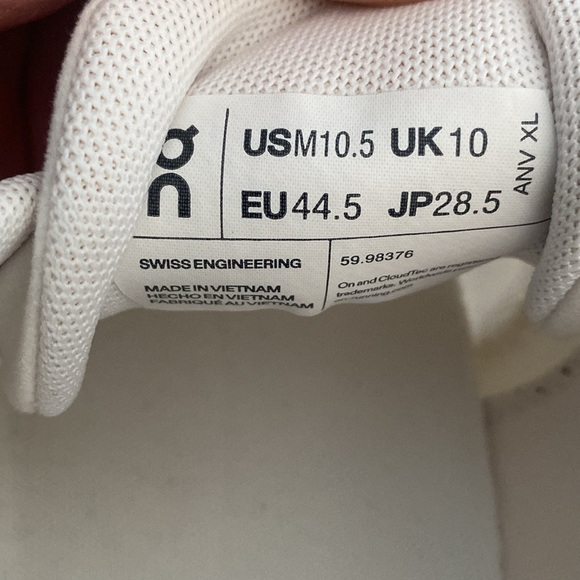 USM10.5 UK10
EU44.5 JP28.5
ANV XL
SWISS ENGINEERING
MADE IN VIETNAM
HECHO EN VIETNAM
FABRIQUÉ AU VIETNAM
59.98376
On and CloudTec are
trademarks.